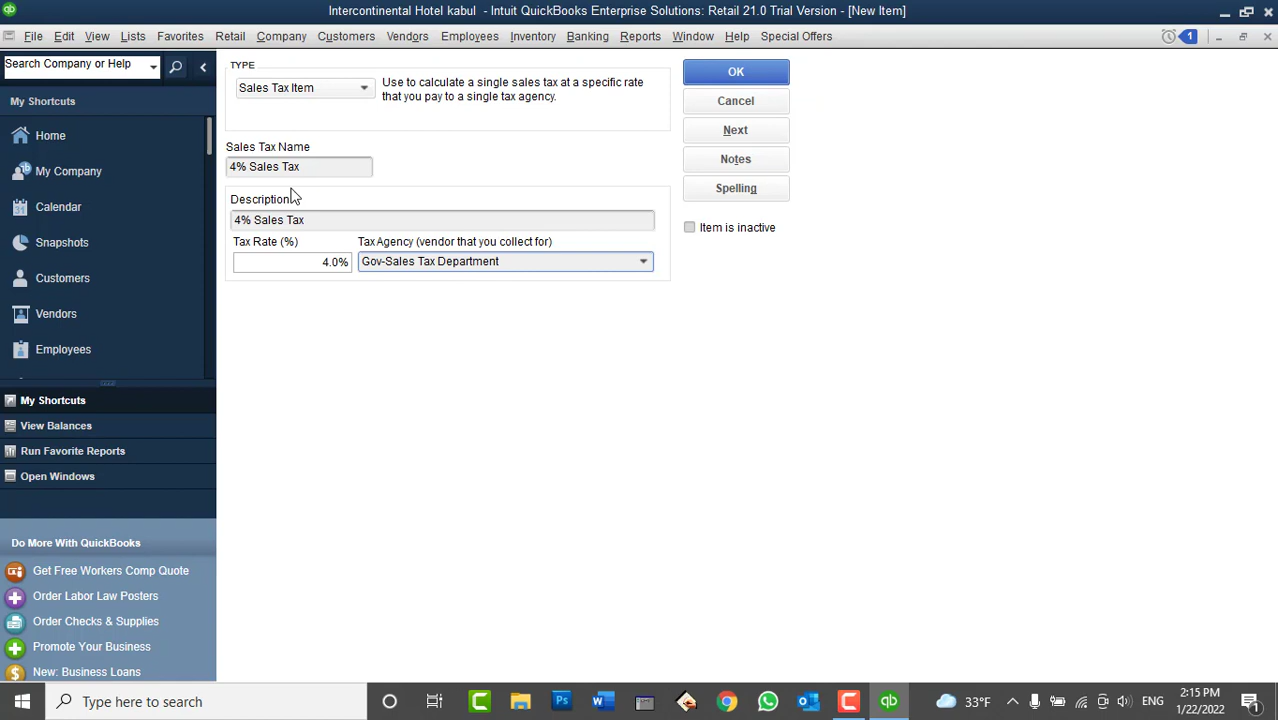 Intercontinental Hotel kabul - Intuit QuickBooks Enterprise Solutions: Retail 21.0 Trial Version - [New Item]
File Edit View Lists Favorites Retail Company Customers Vendors Employees Inventory Banking Reports Window Help Special Offers 1
Search Company or Help
My Shortcuts
Home
My Company
Calendar
Snapshots
Customers
Vendors
Employees
My Shortcuts
View Balances
Run Favorite Reports
Open Windows
Do More With QuickBooks
Get Free Workers Comp Quote
Order Labor Law Posters
Order Checks & Supplies
Promote Your Business
New: Business Loans
TYPE
Sales Tax Item
Use to calculate a single sales tax at a specific rate
that you pay to a single tax agency.
Sales Tax Name
4% Sales Tax
Description
4% Sales Tax
Tax Rate (%) Tax Agency (vendor that you collect for)
4.0% Gov-Sales Tax Department
OK
Cancel
Next
Notes
Spelling
Item is inactive
Type here to search
33°F
ENG
2:15 PM
1/22/2022